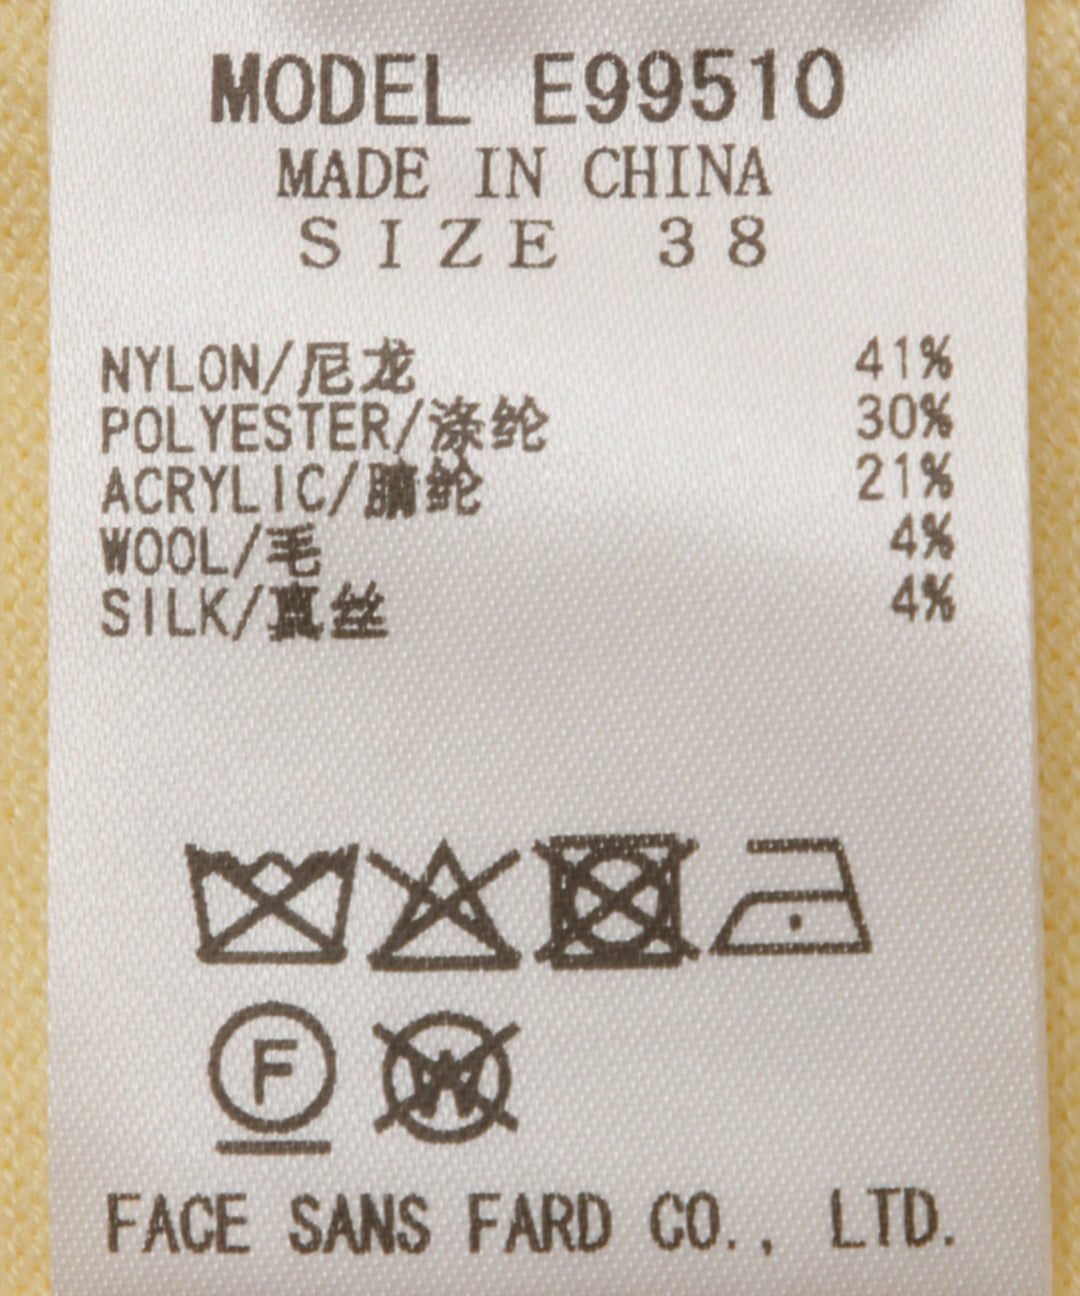 MODEL E99510
MADE IN CHINA
SIZE 38
NYLON/尼龙 41%
POLYESTER/涤纶 30%
ACRYLIC/腈纶 21%
WOOL/毛 4%
SILK/真丝 4%
F W
FACE SANS FARD CO., LTD.